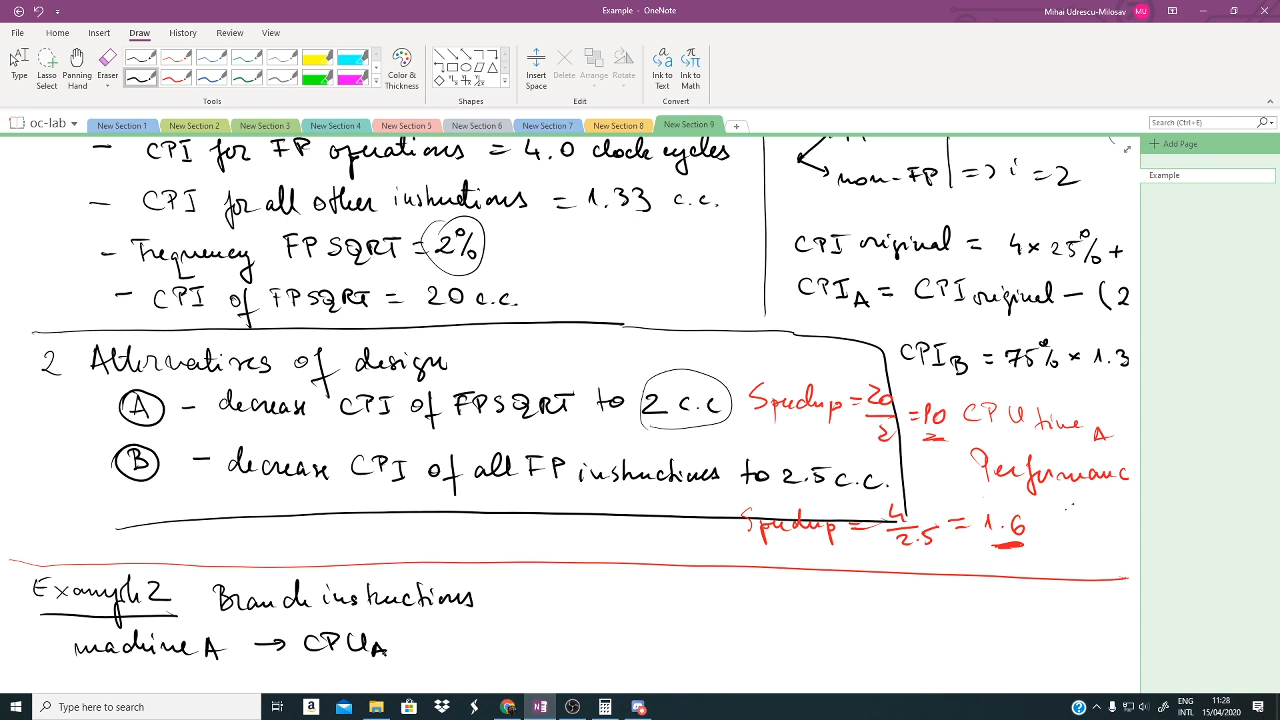 Example - OneNote
Mihai Udrescu-Milosav MU
File Home Insert Draw History Review View
Type Lasso Select Panning Hand Eraser Color & Thickness Insert Space Delete Arrange Rotate Ink to Text Ink to Math
Tools Shapes Edit Convert
oc-lab New Section 1 New Section 2 New Section 3 New Section 4 New Section 5 New Section 6 New Section 7 New Section 8 New Section 9 Search (Ctrl+E)
Add Page
Example
- CPI for FP operations = 4.0 clock cycles
- CPI for all other instructions = 1.33 c.c.
- Frequency FPSQRT = 2%
- CPI of FPSQRT = 20 c.c.
non-FP => i = 2
CPI original = 4 x 25% +
CPI A = CPI original - (2
CPI B = 75% x 1.3
2 Alternatives of design
A - decrease CPI of FPSQRT to 2 c.c
Speedup = 20/2 = 10 CPU time A
B - decrease CPI of all FP instructions to 2.5 c.c.
Performanc
Speedup = 4/2.5 = 1.6
Example 2 Branch instructions
machine A → CPU A
Type here to search
ENG
INTL
11:28
15/04/2020